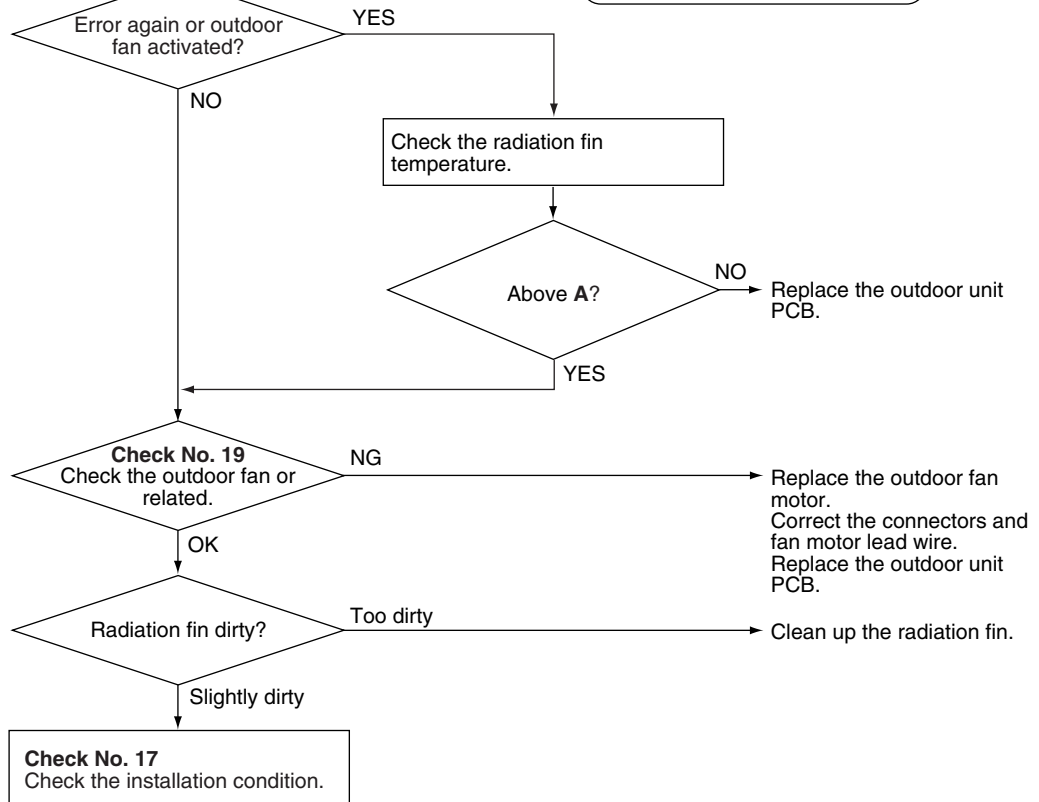 Error again or outdoor
fan activated?
YES
NO
Check the radiation fin
temperature.
Above A?
NO
Replace the outdoor unit
PCB.
YES
Check No. 19
Check the outdoor fan or
related.
NG
Replace the outdoor fan
motor.
Correct the connectors and
fan motor lead wire.
Replace the outdoor unit
PCB.
OK
Radiation fin dirty?
Too dirty
Clean up the radiation fin.
Slightly dirty
Check No. 17
Check the installation condition.